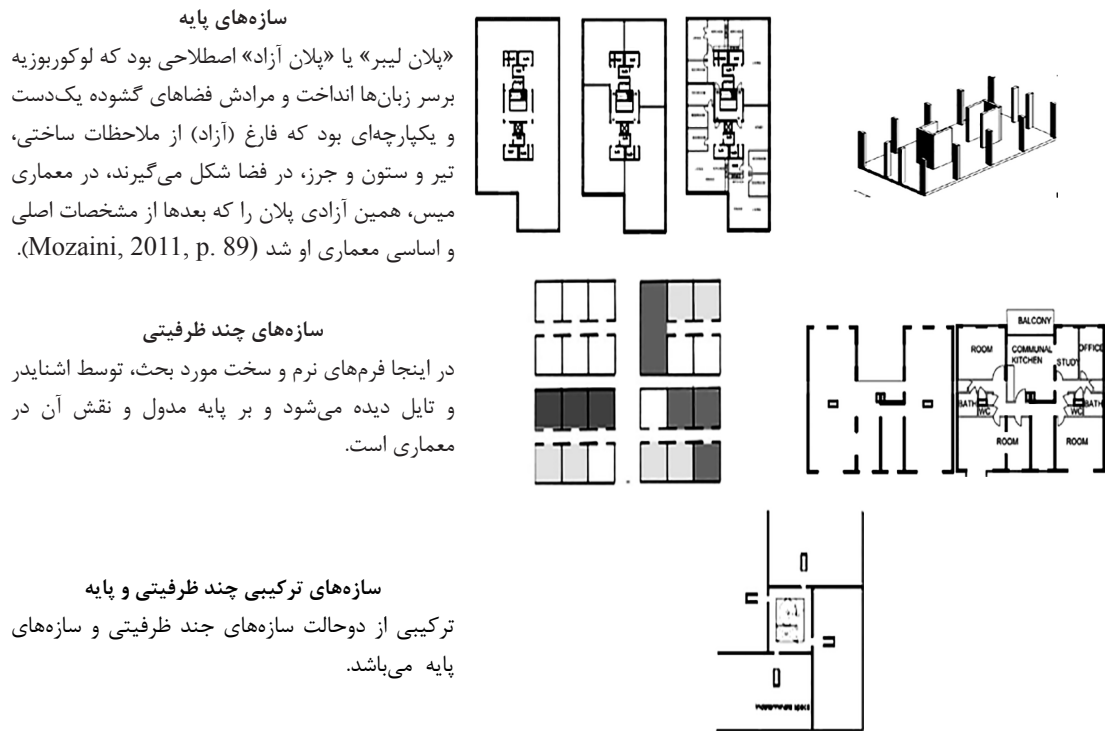 سازه‌های پایه
«پلان لیبر» یا «پلان آزاد» اصطلاحی بود که لوکوربوزیه
برسر زبان‌ها انداخت و مرادش فضاهای گشوده یک‌دست
و یکپارچه‌ای بود که فارغ (آزاد) از ملاحظات ساختی،
تیر و ستون و جرز، در فضا شکل می‌گیرند، در معماری
میس، همین آزادی پلان را که بعدها از مشخصات اصلی
و اساسی معماری او شد (Mozaini, 2011, p. 89).
سازه‌های چند ظرفیتی
در اینجا فرم‌های نرم و سخت مورد بحث، توسط اشنایدر
و تایل دیده می‌شود و بر پایه مدول و نقش آن در
معماری است.
BALCONY
ROOM
COMMUNAL
KITCHEN
STUDY
OFFICE
BATH
WC
WC
BATH
ROOM
ROOM
سازه‌های ترکیبی چند ظرفیتی و پایه
ترکیبی از دوحالت سازه‌های جند ظرفیتی و سازه‌های
پایه می‌باشد.